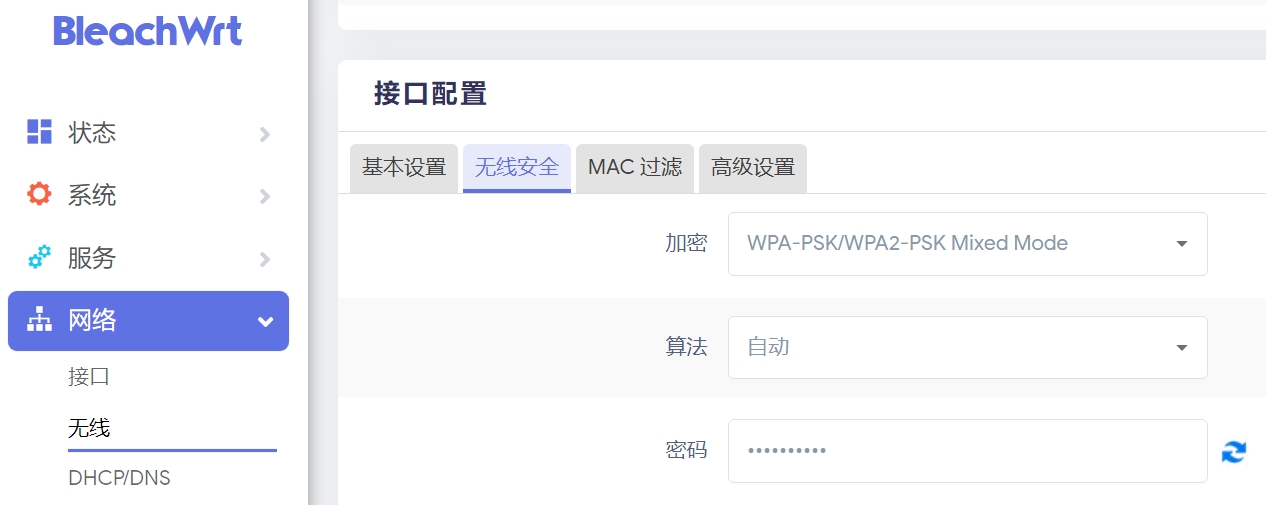 BleachWrt
状态
系统
服务
网络
接口
无线
DHCP/DNS
接口配置
基本设置 无线安全 MAC 过滤 高级设置
加密 WPA-PSK/WPA2-PSK Mixed Mode
算法 自动
密码 ••••••••••